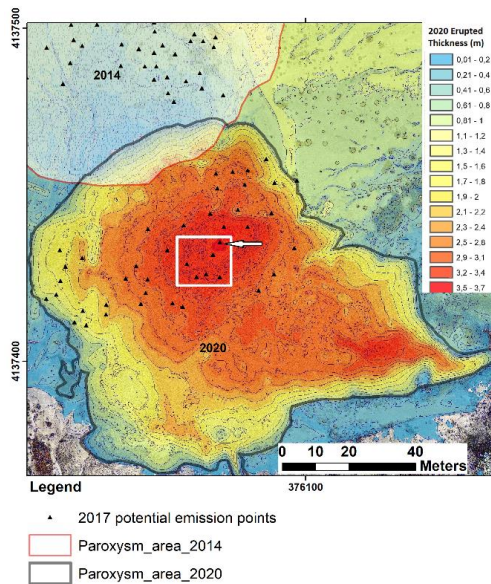 4137500
2014
2020 Erupted
Thickness (m)
0,01 - 0,2
0,21 - 0,4
0,41 - 0,6
0,61 - 0,8
0,81 - 1
1,1 - 1,2
1,3 - 1,4
1,5 - 1,6
1,7 - 1,8
1,9 - 2
2,1 - 2,2
2,3 - 2,4
2,5 - 2,8
2,9 - 3,1
3,2 - 3,4
3,5 - 3,7
4137400
2020
0 10 20 40
Meters
Legend
376100
2017 potential emission points
Paroxysm_area_2014
Paroxysm_area_2020